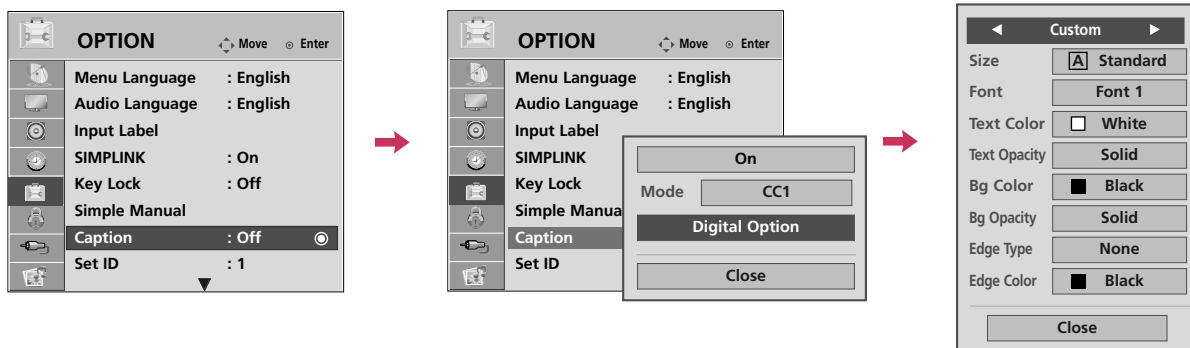 OPTION Move Enter
Menu Language : English
Audio Language : English
Input Label
SIMPLINK : On
Key Lock : Off
Simple Manual
Caption : Off
Set ID : 1
OPTION Move Enter
Menu Language : English
Audio Language : English
Input Label
SIMPLINK
Key Lock
Simple Manua
Caption
Set ID
On
Mode CC1
Digital Option
Close
Custom
Size A Standard
Font Font 1
Text Color White
Text Opacity Solid
Bg Color Black
Bg Opacity Solid
Edge Type None
Edge Color Black
Close